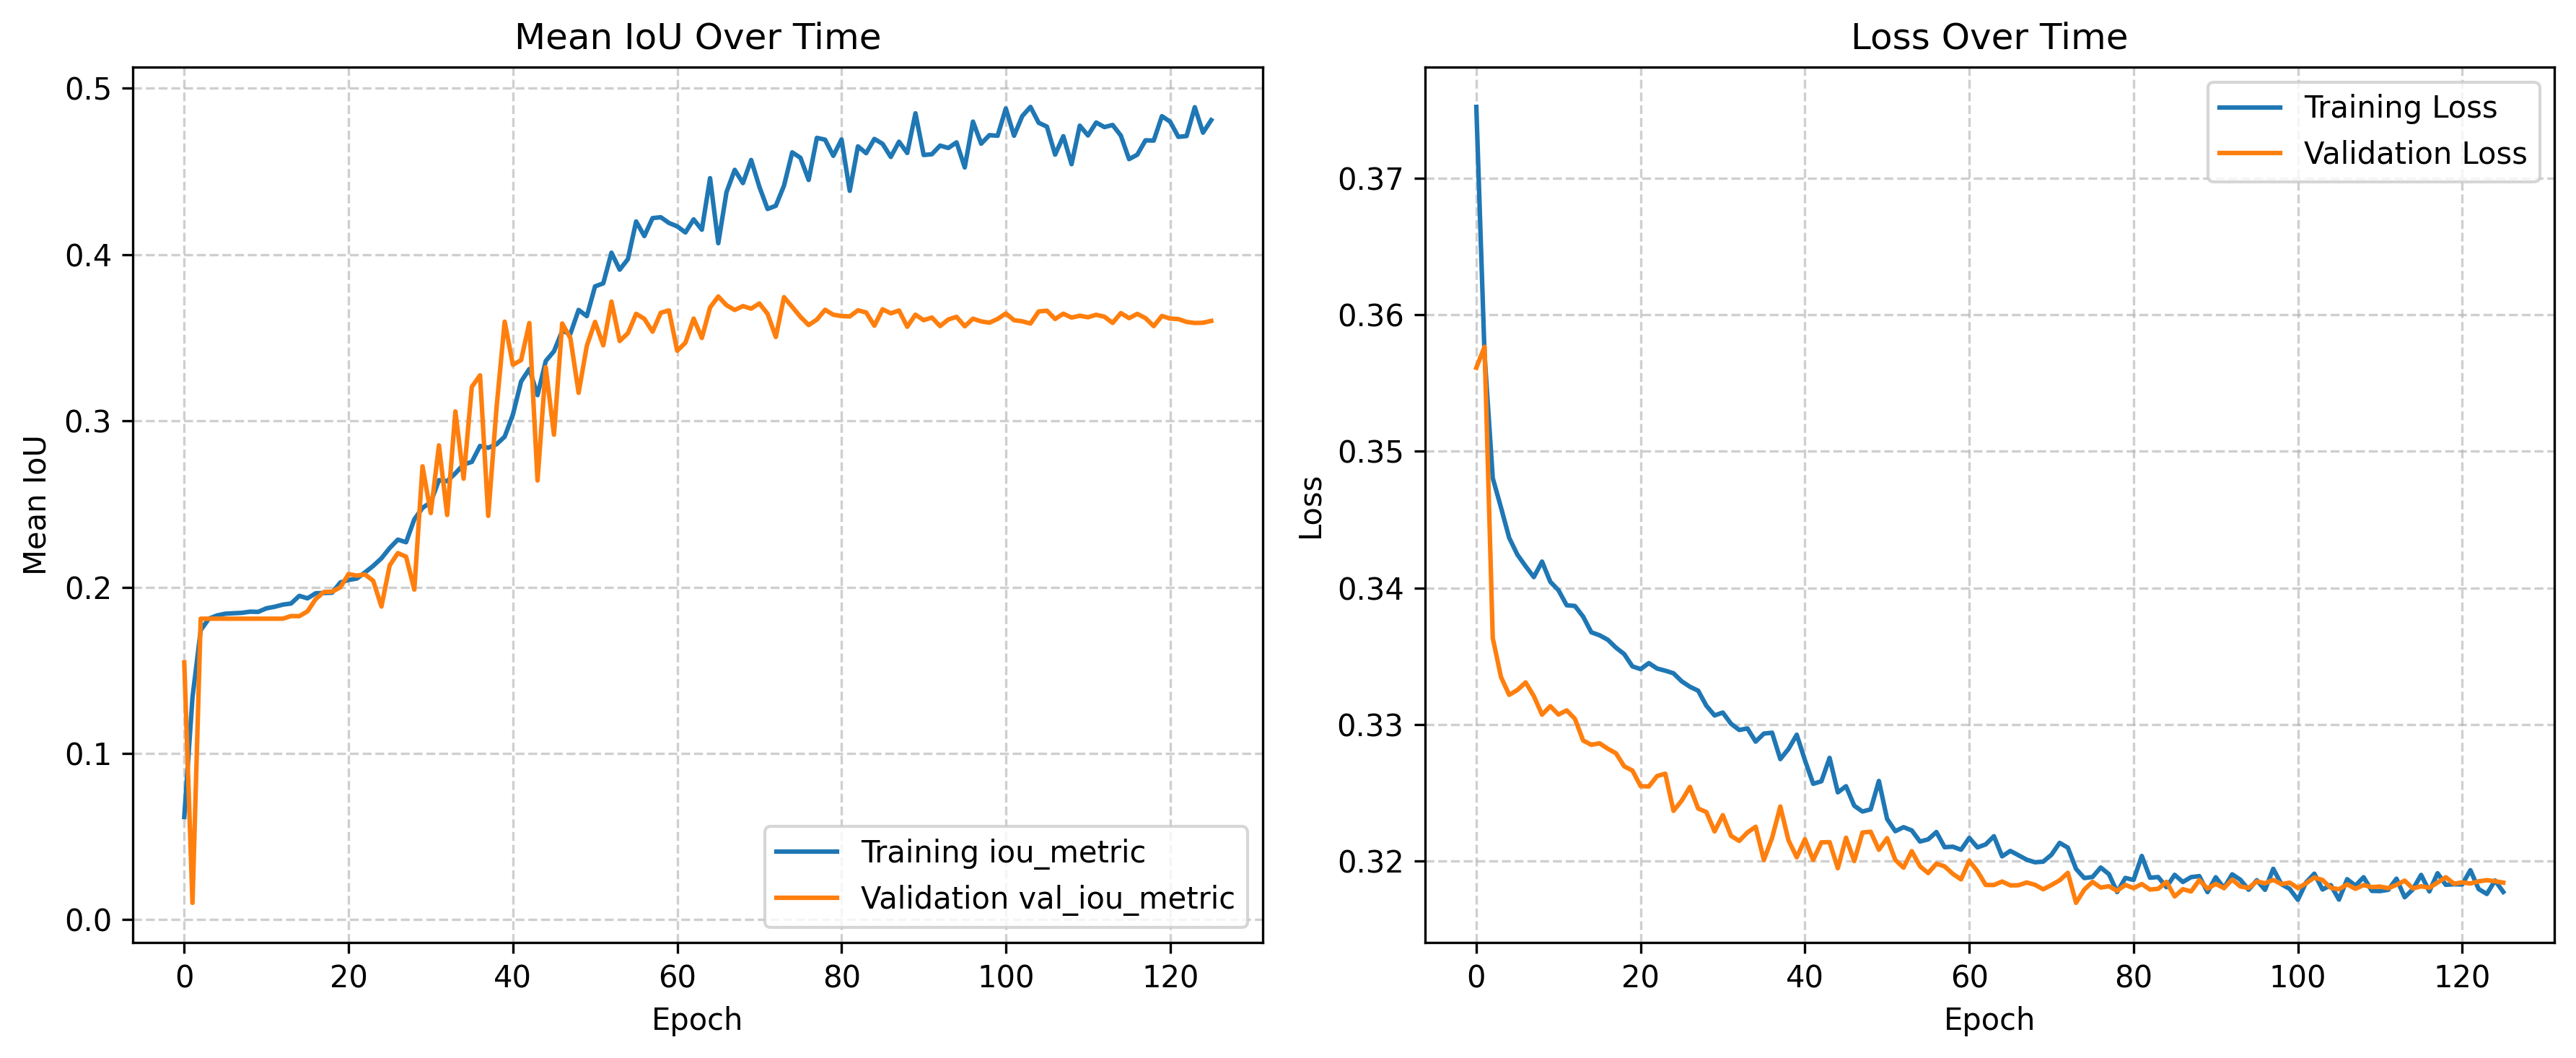 Mean IoU Over Time
0.5
0.4
0.3
0.2
0.1
0.0
Mean IoU
Training iou_metric
Validation val_iou_metric
0 20 40 60 80 100 120
Epoch
Loss Over Time
0.37
0.36
0.35
0.34
0.33
0.32
Loss
Training Loss
Validation Loss
0 20 40 60 80 100 120
Epoch